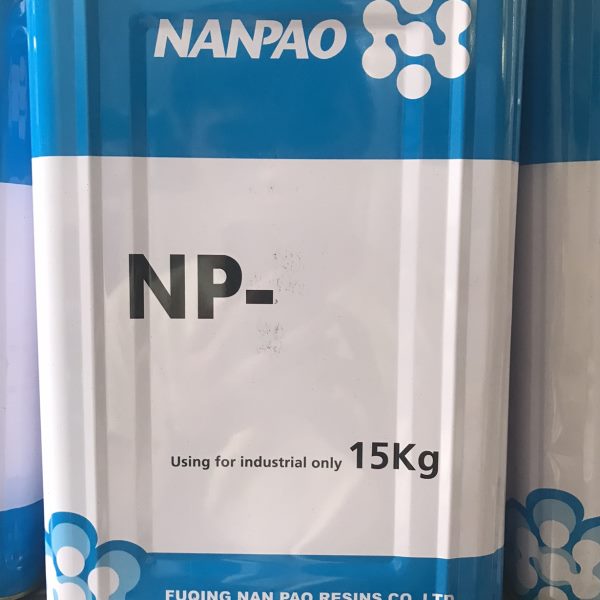 NANPAO
NP-
Using for industrial only 15Kg
FUQING NAN PAO RESINS CO., LTD.